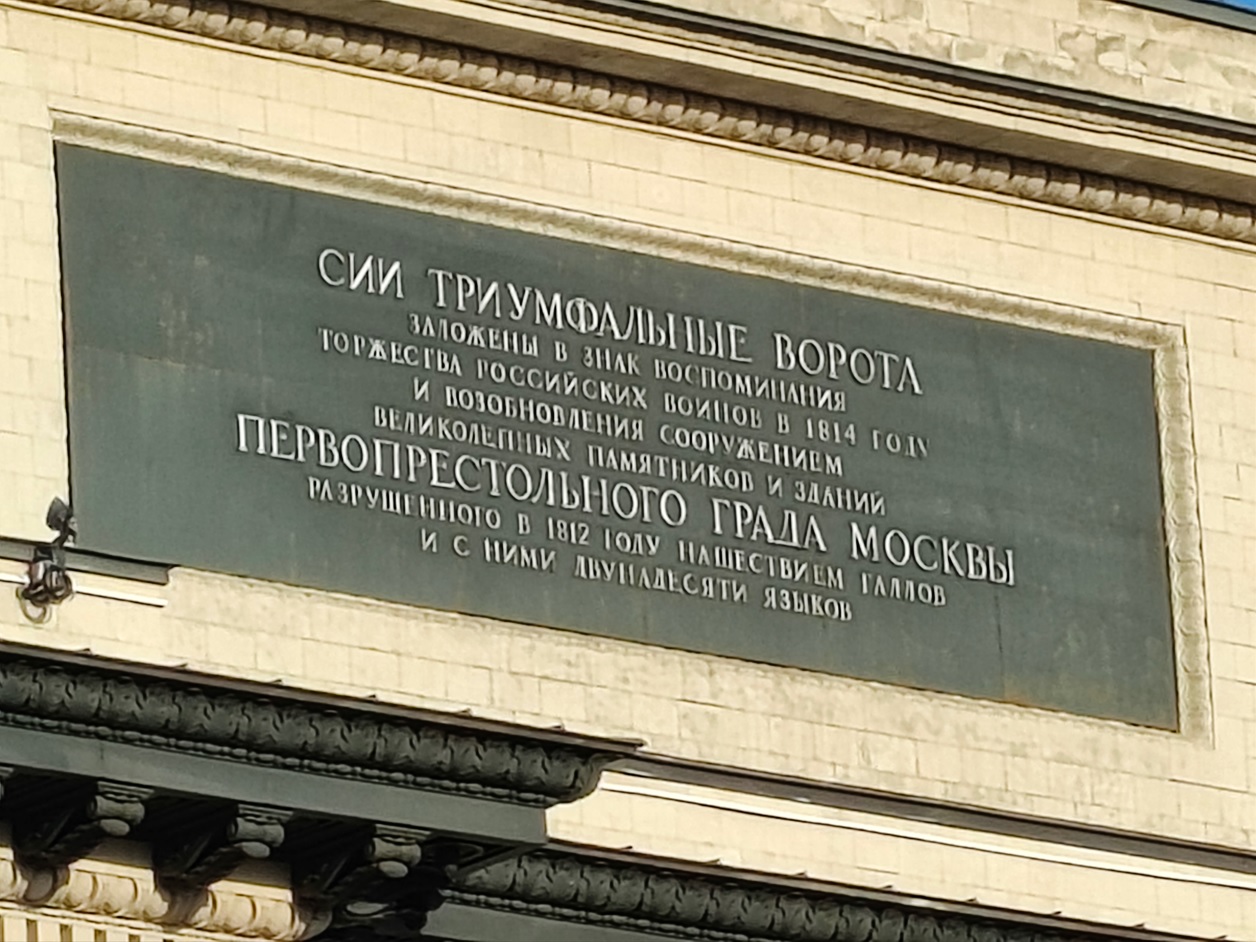 СИИ ТРИУМФАЛЬНЫЕ ВОРОТА
ЗАЛОЖЕНЫ В ЗНАК ВОСПОМИНАНИЯ
ТОРЖЕСТВА РОССИЙСКИХ ВОИНОВ В 1814 ГОДУ
И ВОЗОБНОВЛЕНИЯ СООРУЖЕНИЕМ
ВЕЛИКОЛЕПНЫХ ПАМЯТНИКОВ И ЗДАНИЙ
ПЕРВОПРЕСТОЛЬНОГО ГРАДА МОСКВЫ
РАЗРУШЕННОГО В 1812 ГОДУ НАШЕСТВИЕМ ГАЛЛОВ
И С НИМИ ДВУНАДЕСЯТИ ЯЗЫКОВ